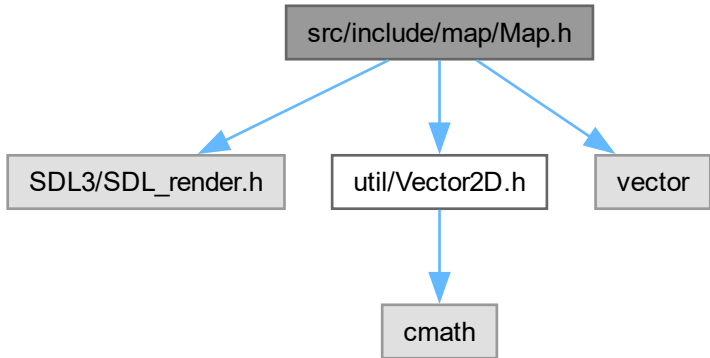 src/include/map/Map.h
SDL3/SDL_render.h
util/Vector2D.h
vector
cmath